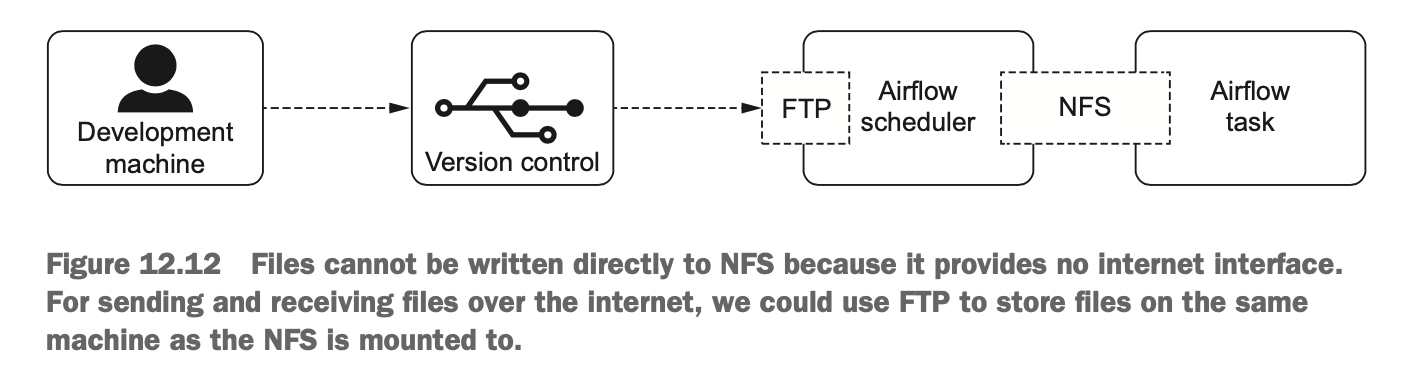 Development
machine
Version control
FTP
Airflow
scheduler
NFS
Airflow
task
Figure 12.12 Files cannot be written directly to NFS because it provides no internet interface.
For sending and receiving files over the internet, we could use FTP to store files on the same
machine as the NFS is mounted to.